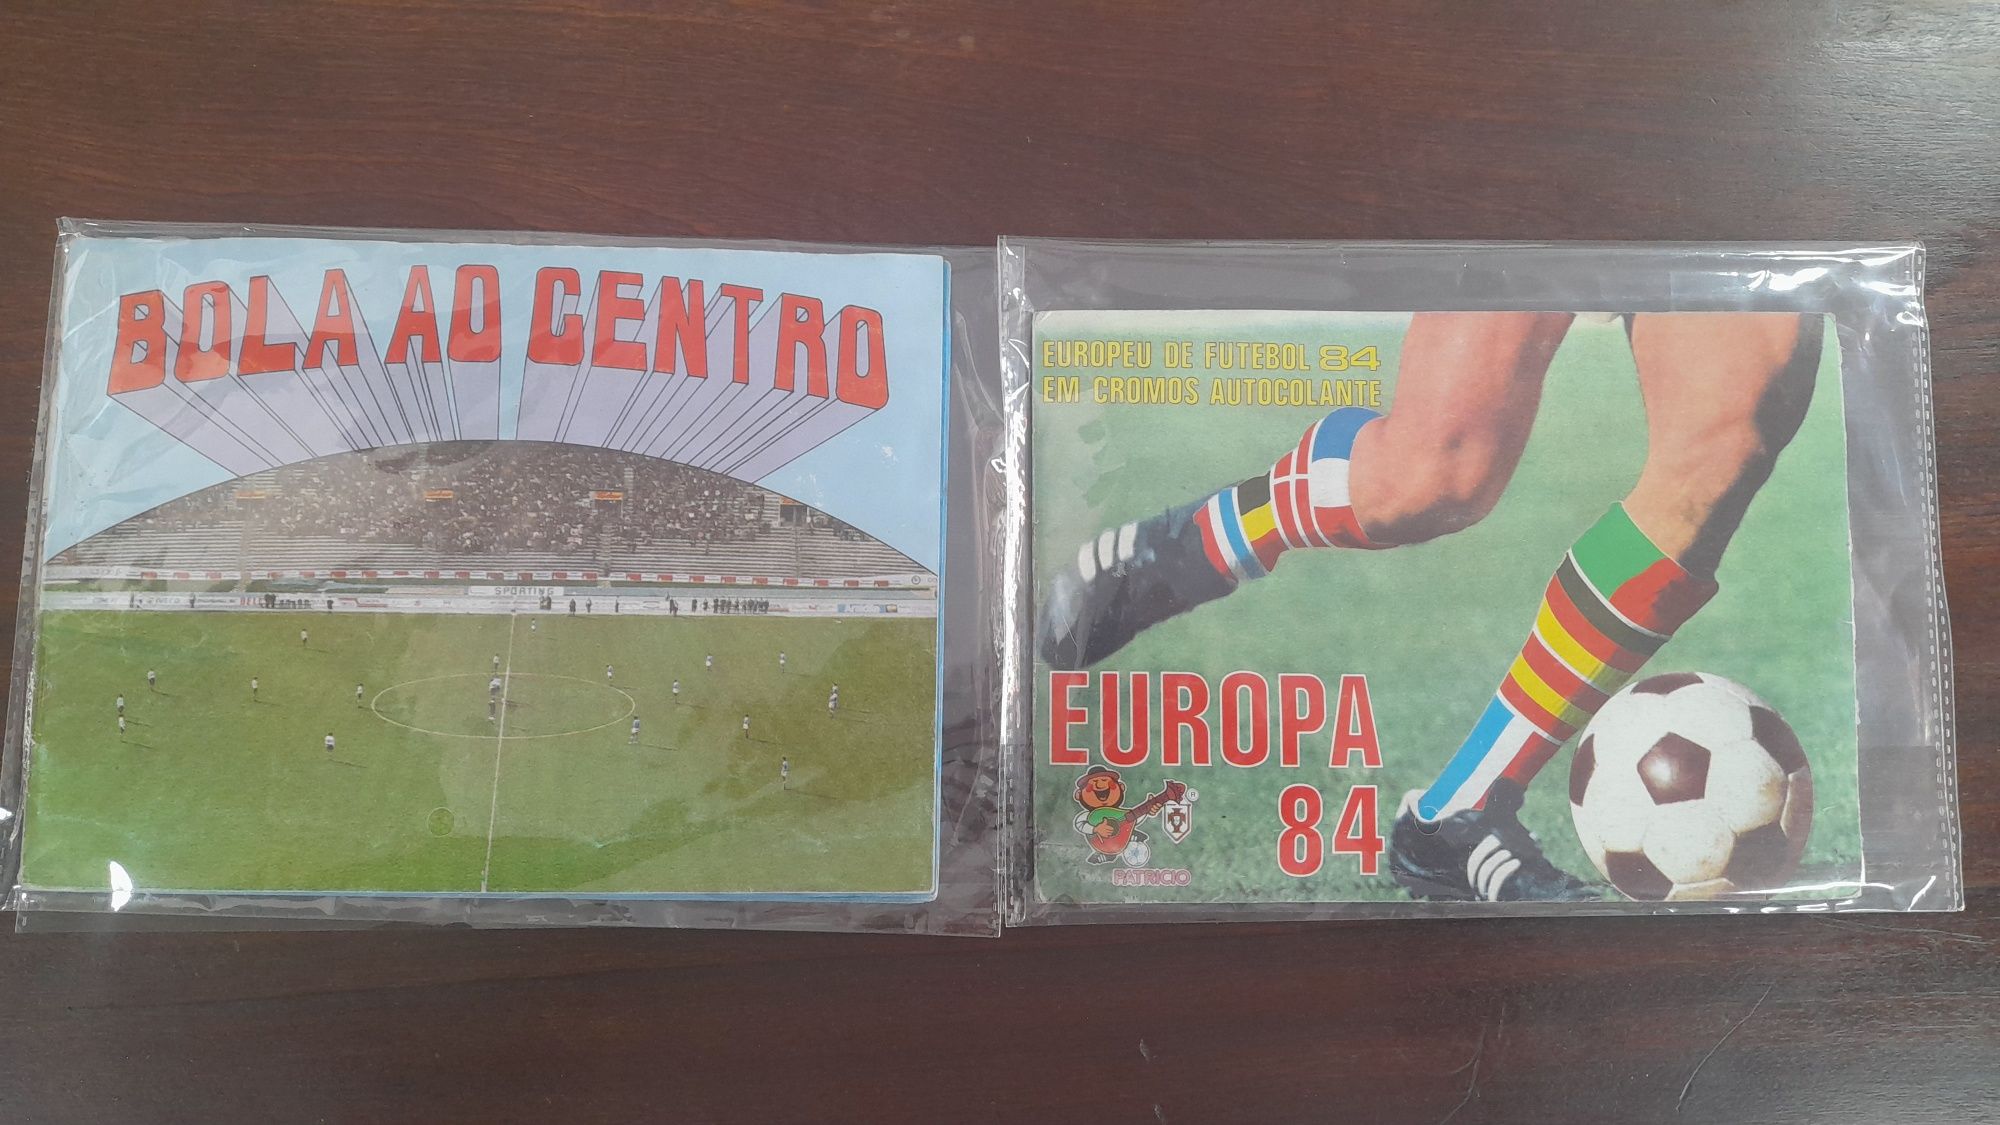 BOLA AO CENTRO
SPORTING
EUROPEU DE FUTEBOL 84
EM CROMOS AUTOCOLANTE
EUROPA
84
®
PATRICIO